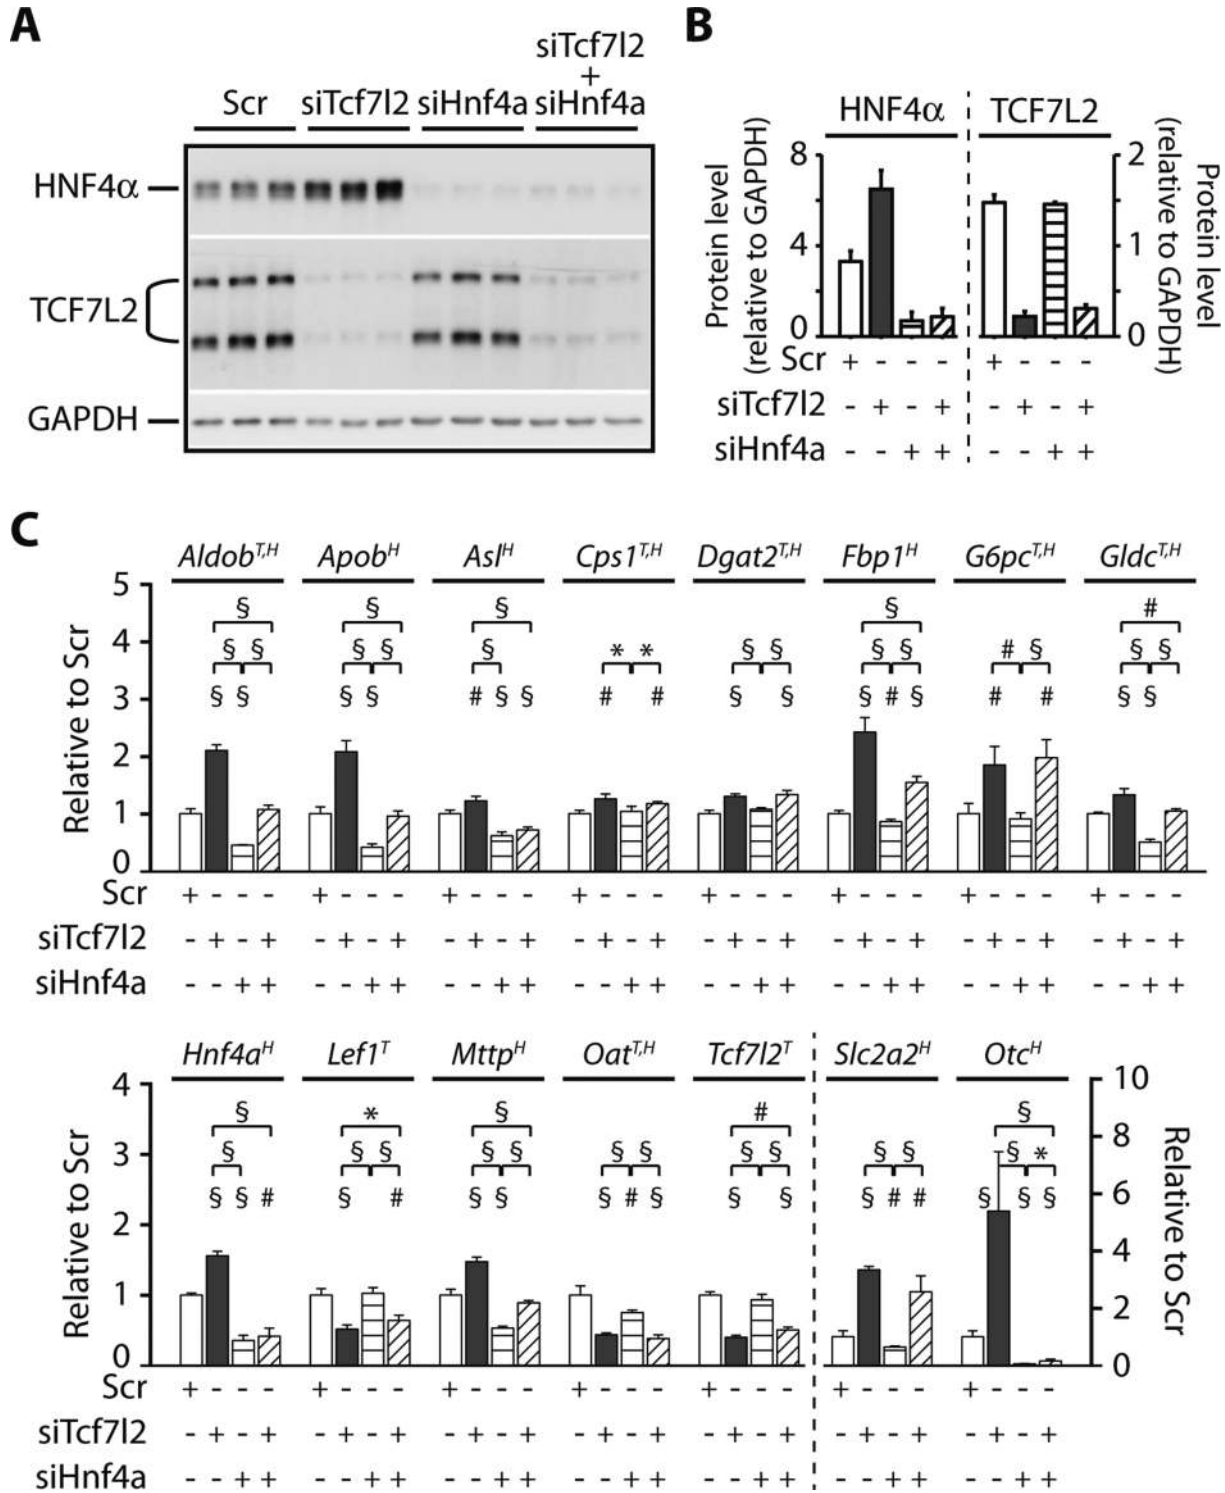 A
B
siTcf7l2
+
Scr siTcf7l2 siHnf4a siHnf4a
HNF4α
TCF7L2
GAPDH
HNF4α TCF7L2
Protein level
(relative to GAPDH)
8
4
0
2
1
0
(relative to GAPDH)
Protein level
Scr + - - - + - - -
siTcf7l2 - + - + - + - +
siHnf4a - - + + - - + +
C
Aldob^T,H Apob^H Asl^H Cps1^T,H Dgat2^T,H Fbp1^H G6pc^T,H Gldc^T,H
Relative to Scr
5
4
3
2
1
0
§ § § § #
§ § § § § * * § § § § # § § §
§ § § § # § § # # § § # § # # § §
Scr + - - - + - - - + - - - + - - - + - - - + - - - + - - - + - - -
siTcf7l2 - + - + - + - + - + - + - + - + - + - + - + - + - + - + - + - +
siHnf4a - - + + - - + + - - + + - - + + - - + + - - + + - - + + - - + +
Hnf4a^H Lef1^T Mttp^H Oat^T,H Tcf7l2^T Slc2a2^H Otc^H
Relative to Scr
4
3
2
1
0
10
8
6
4
2
0
Relative to Scr
§ * § # §
§ § § § § § § § § § § § *
§ § # § # § § § # § § § § # # § § §
Scr + - - - + - - - + - - - + - - - + - - - + - - - + - - -
siTcf7l2 - + - + - + - + - + - + - + - + - + - + - + - + - + - +
siHnf4a - - + + - - + + - - + + - - + + - - + + - - + + - - + +